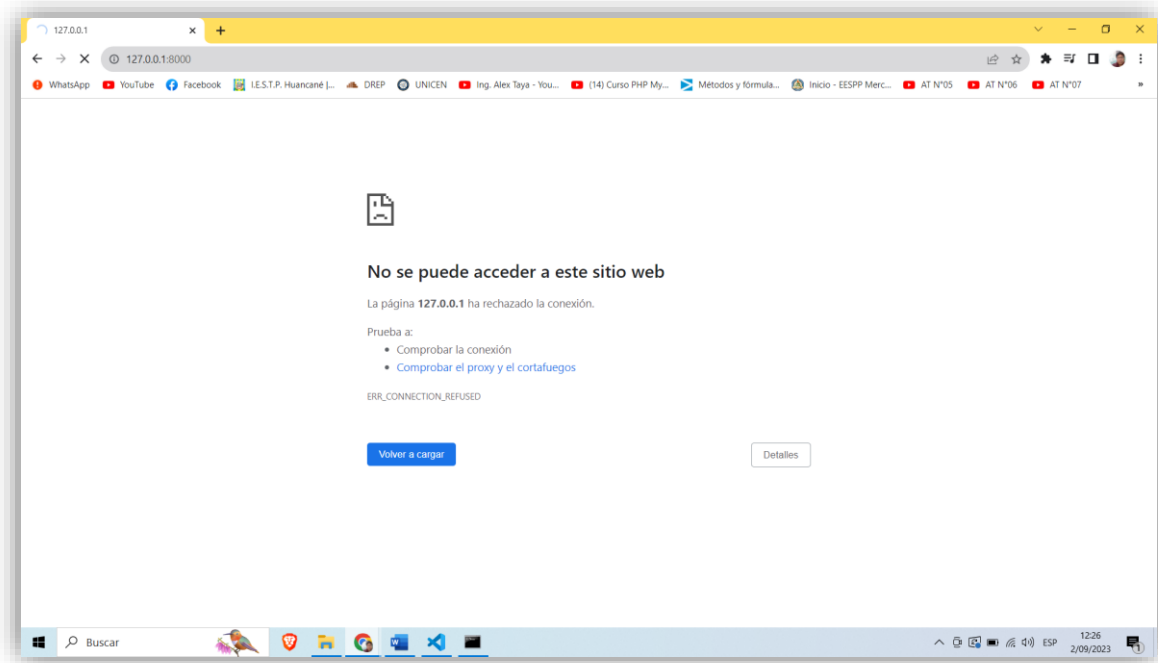 127.0.0.1
127.0.0.1:8000
WhatsApp YouTube Facebook I.E.S.T.P. Huancané |... DREP UNICEN Ing. Alex Taya - You... (14) Curso PHP My... Métodos y fórmula... Inicio - EESPP Merc... AT N°05 AT N°06 AT N°07 »
No se puede acceder a este sitio web
La página 127.0.0.1 ha rechazado la conexión.
Prueba a:
• Comprobar la conexión
• Comprobar el proxy y el cortafuegos
ERR_CONNECTION_REFUSED
Volver a cargar Detalles
Buscar ESP 12:26
2/09/2023 1